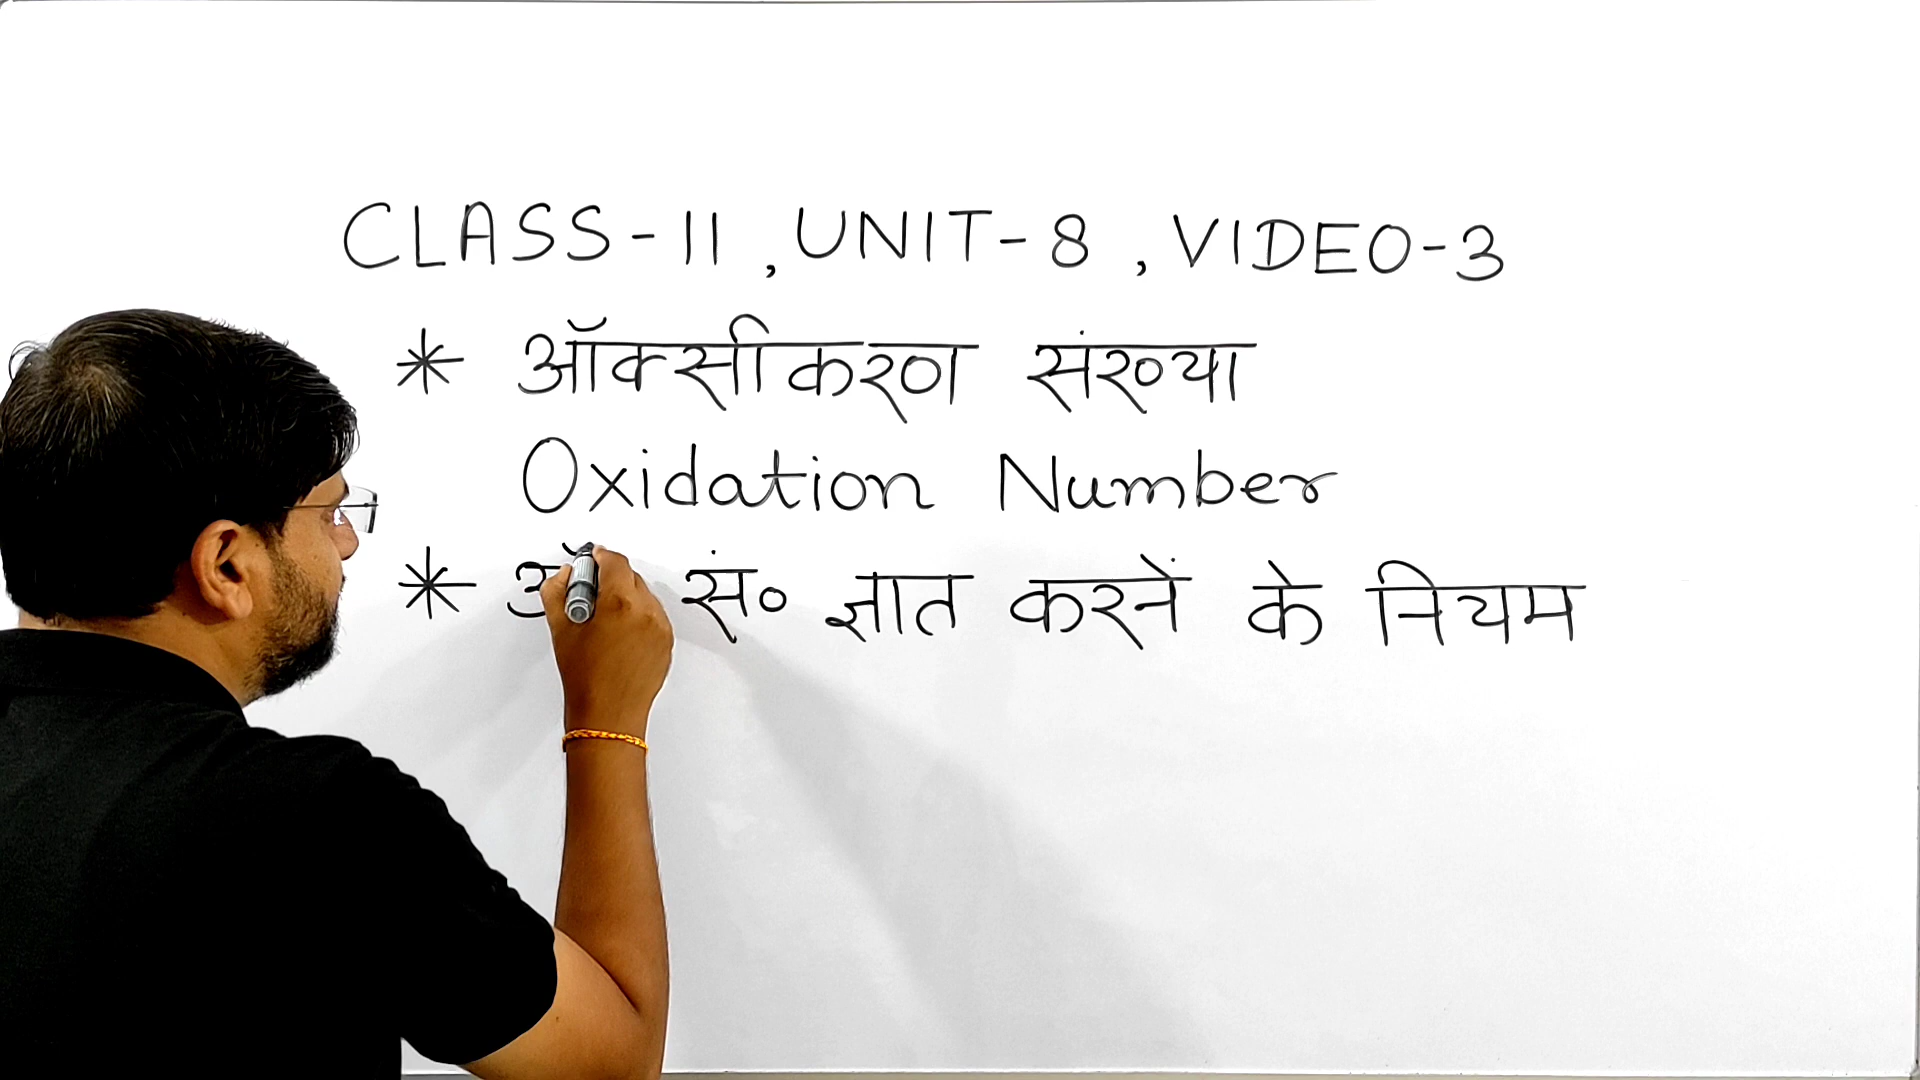 CLASS-11, UNIT-8, VIDEO-3
* ऑक्सीकरण संख्या
Oxidation Number
* सं० ज्ञात करनें के नियम